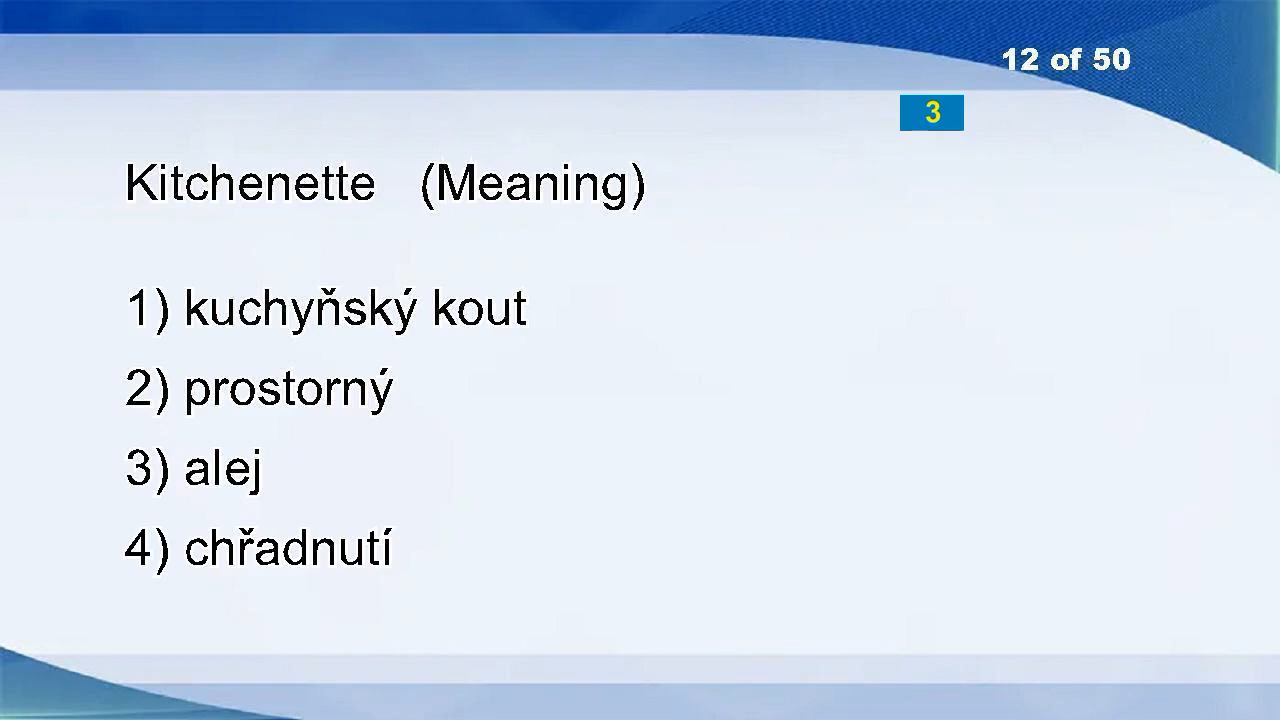 12 of 50
3
Kitchenette (Meaning)
1) kuchyňský kout
2) prostorný
3) alej
4) chřadnutí